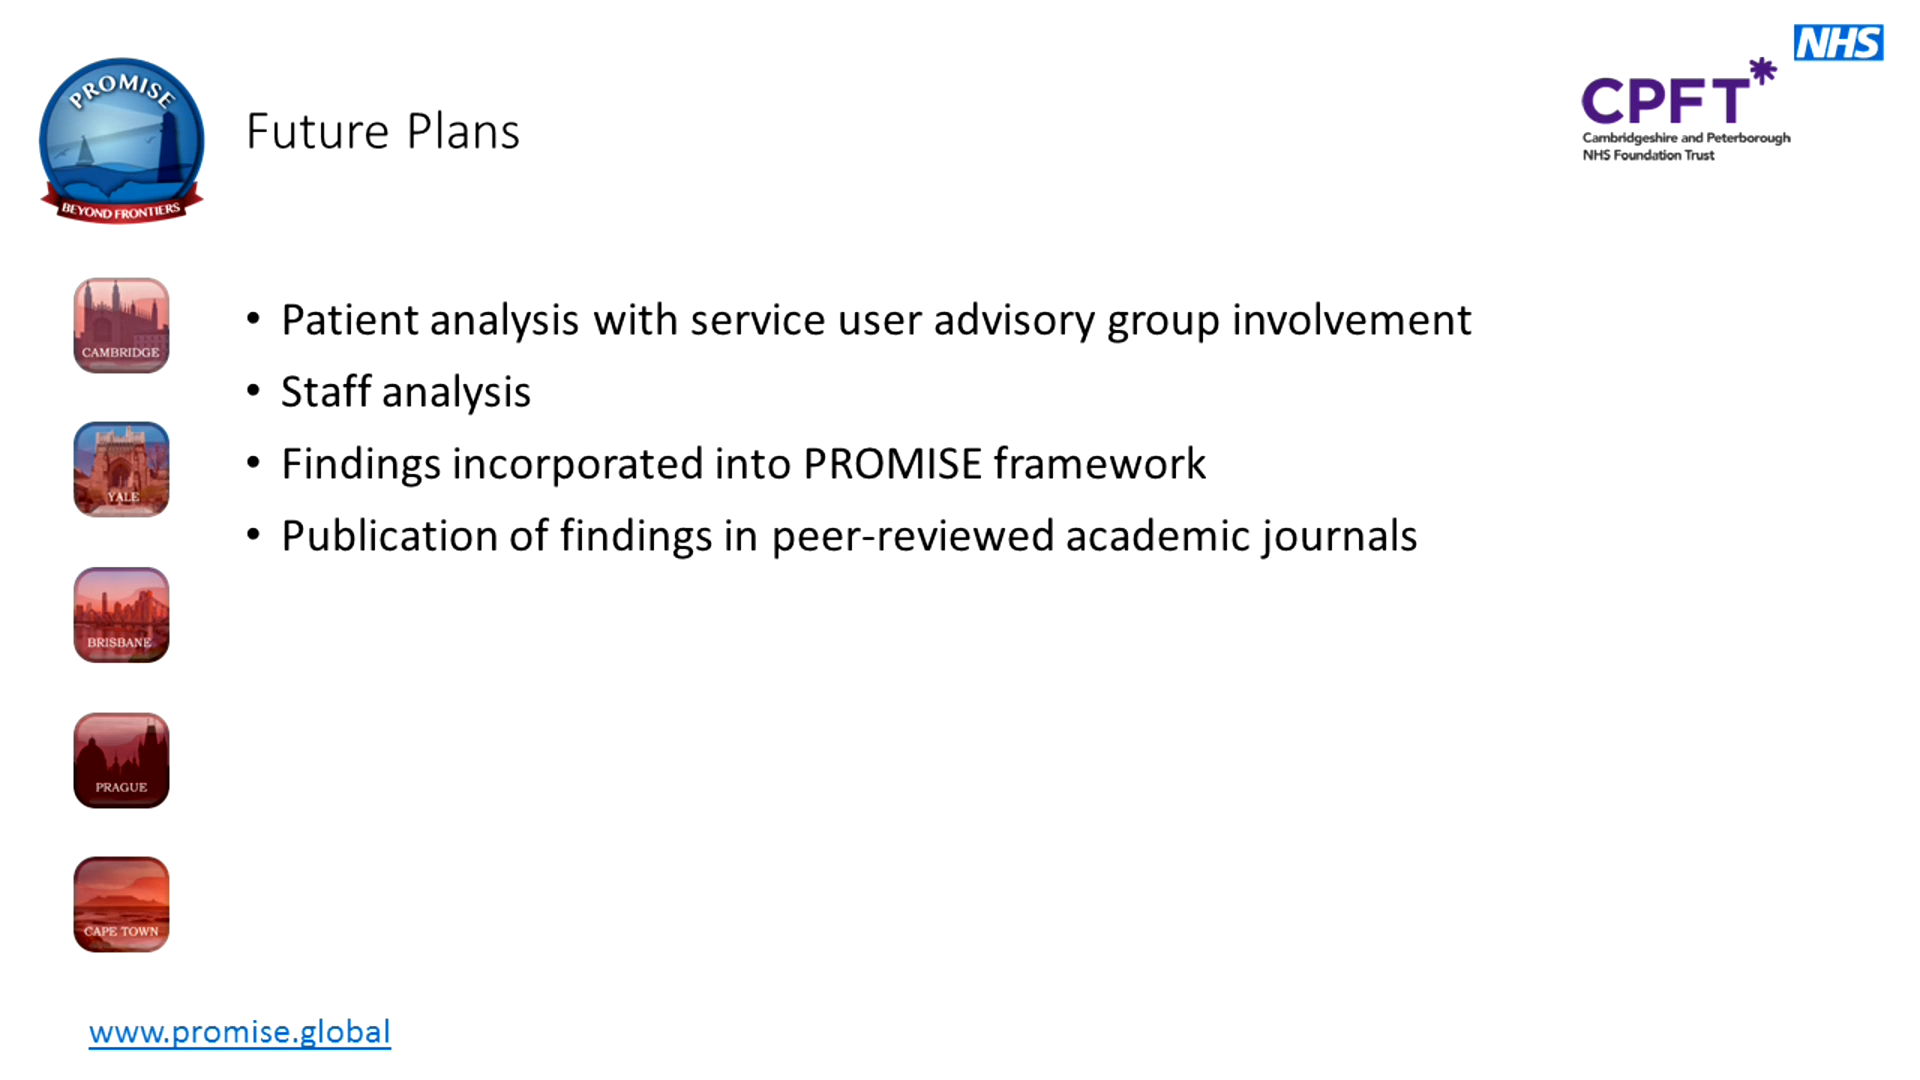 NHS
PROMISE
BEYOND FRONTIERS
Future Plans
CPFT*
Cambridgeshire and Peterborough
NHS Foundation Trust
CAMBRIDGE
YALE
BRISBANE
PRAGUE
CAPE TOWN
• Patient analysis with service user advisory group involvement
• Staff analysis
• Findings incorporated into PROMISE framework
• Publication of findings in peer-reviewed academic journals
www.promise.global